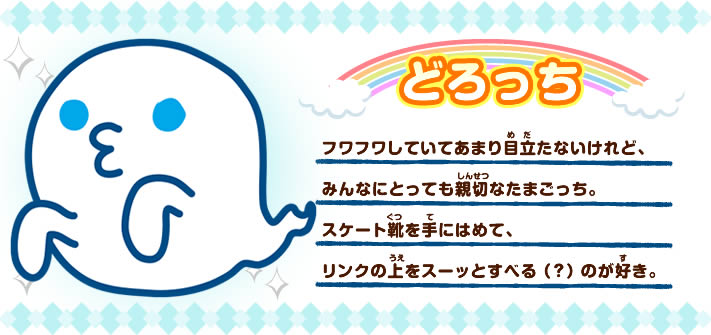 どろっち
フワフワしていてあまり目立たないけれど、
みんなにとっても親切なたまごっち。
スケート靴を手にはめて、
リンクの上をスーッとすべる（？）のが好き。